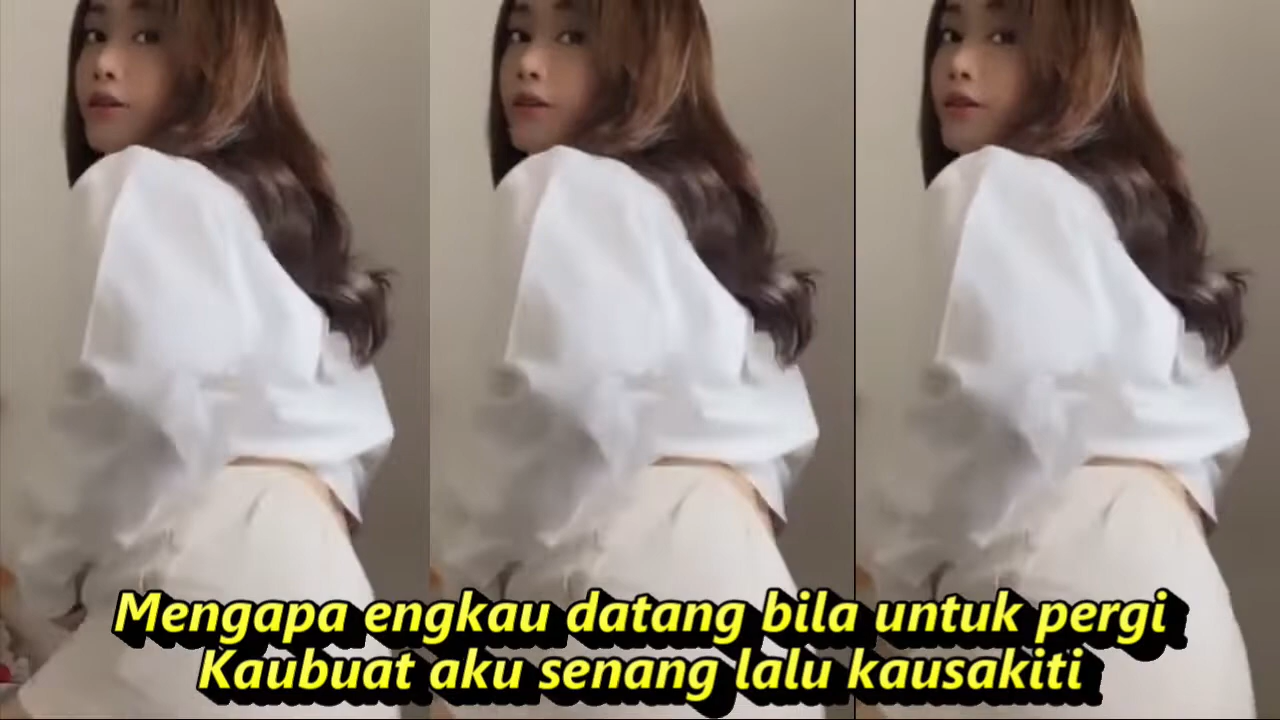 Mengapa engkau datang bila untuk pergi
Kaubuat aku senang lalu kausakiti